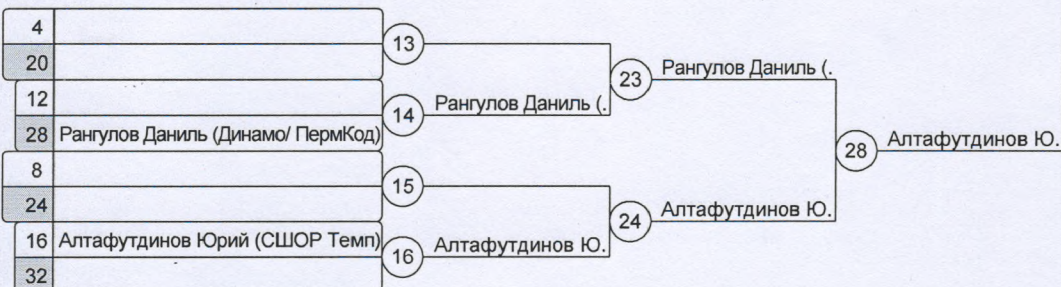 4
13
20
23 Рангулов Даниль (.
12
14 Рангулов Даниль (.
28 Рангулов Даниль (Динамо/ ПермКод)
28 Алтафутдинов Ю.
8
15
24
24 Алтафутдинов Ю.
16 Алтафутдинов Юрий (СШОР Темп)
16 Алтафутдинов Ю.
32